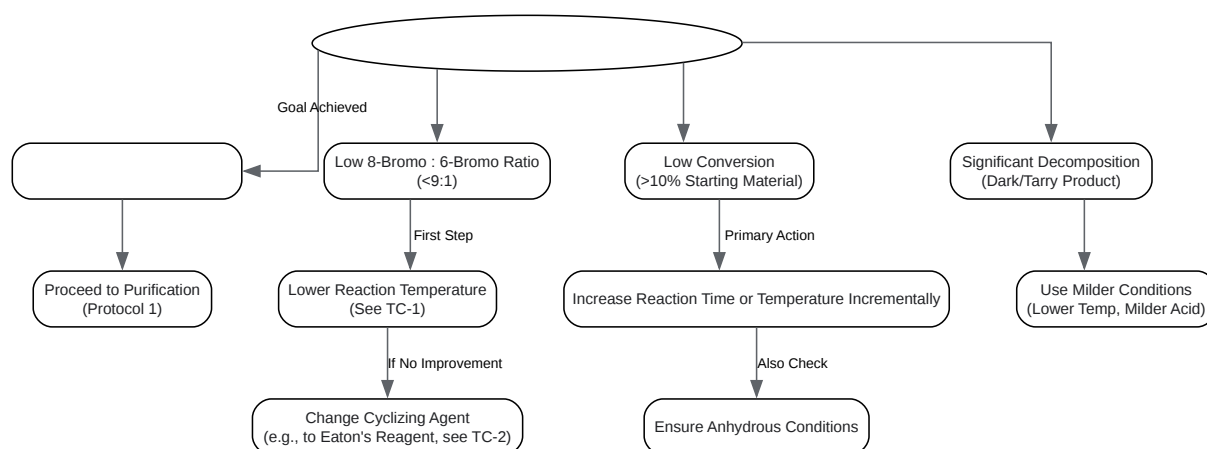 Goal Achieved
Low 8-Bromo : 6-Bromo Ratio
(<9:1)
Low Conversion
(>10% Starting Material)
Significant Decomposition
(Dark/Tarry Product)
First Step
Primary Action
Proceed to Purification
(Protocol 1)
Lower Reaction Temperature
(See TC-1)
Increase Reaction Time or Temperature Incrementally
Use Milder Conditions
(Lower Temp, Milder Acid)
If No Improvement
Also Check
Change Cyclizing Agent
(e.g., to Eaton's Reagent, see TC-2)
Ensure Anhydrous Conditions